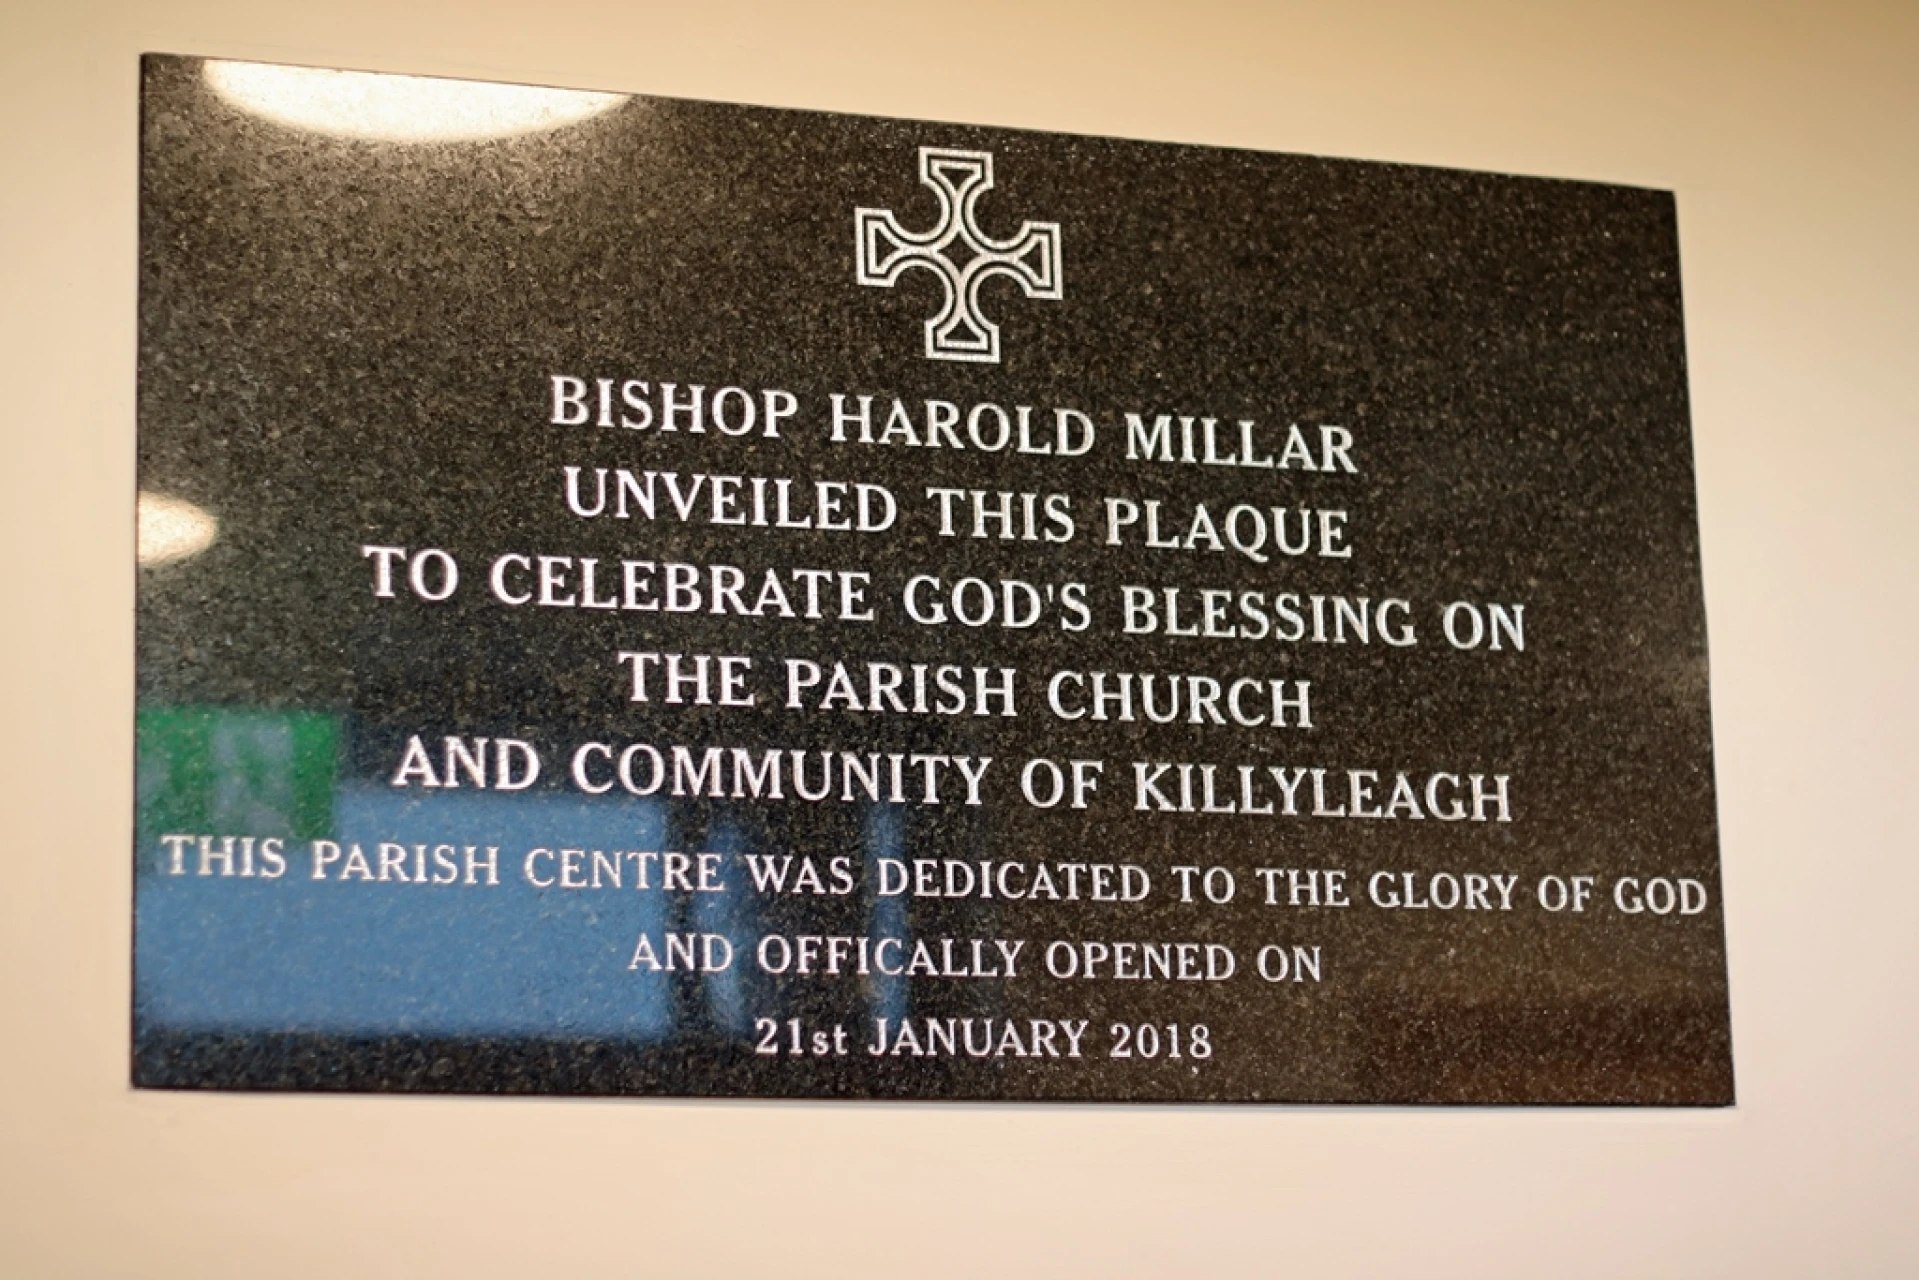 BISHOP HAROLD MILLAR
UNVEILED THIS PLAQUE
TO CELEBRATE GOD'S BLESSING ON
THE PARISH CHURCH
AND COMMUNITY OF KILLYLEAGH
THIS PARISH CENTRE WAS DEDICATED TO THE GLORY OF GOD
AND OFFICALLY OPENED ON
21st JANUARY 2018